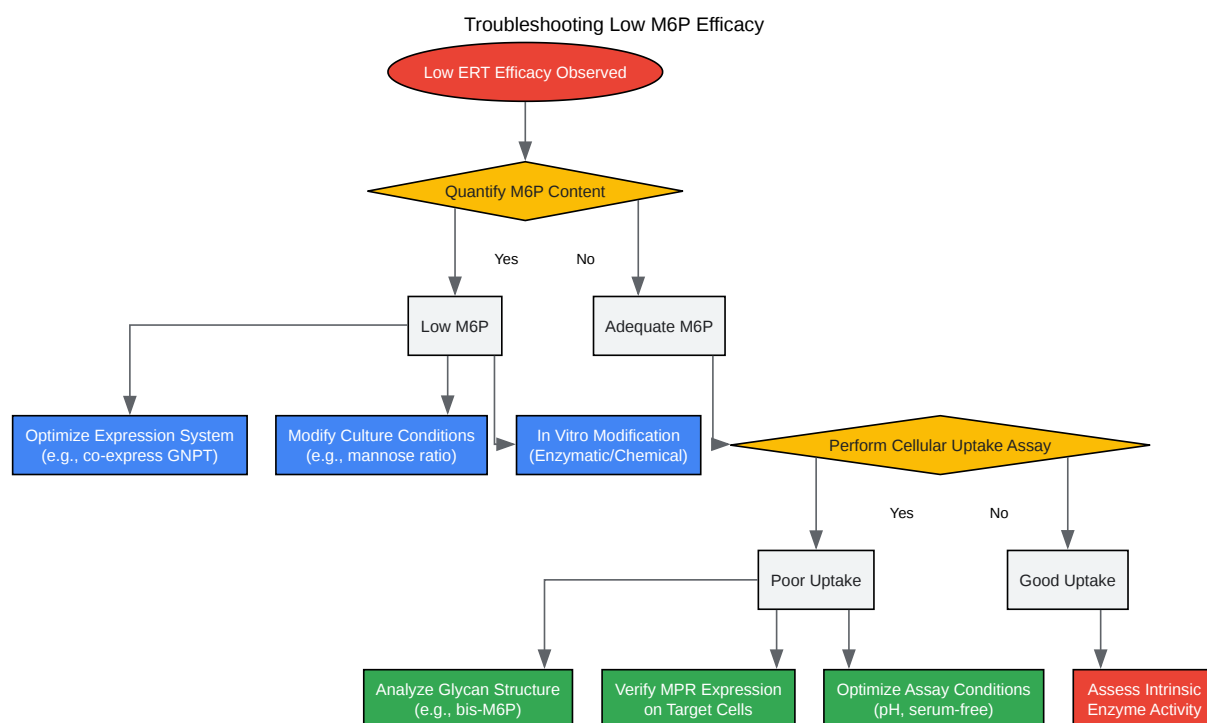 Troubleshooting Low M6P Efficacy
Low ERT Efficacy Observed
Quantify M6P Content
Yes
No
Low M6P
Adequate M6P
Optimize Expression System
(e.g., co-express GNPT)
Modify Culture Conditions
(e.g., mannose ratio)
In Vitro Modification
(Enzymatic/Chemical)
Perform Cellular Uptake Assay
Yes
No
Poor Uptake
Good Uptake
Analyze Glycan Structure
(e.g., bis-M6P)
Verify MPR Expression
on Target Cells
Optimize Assay Conditions
(pH, serum-free)
Assess Intrinsic
Enzyme Activity